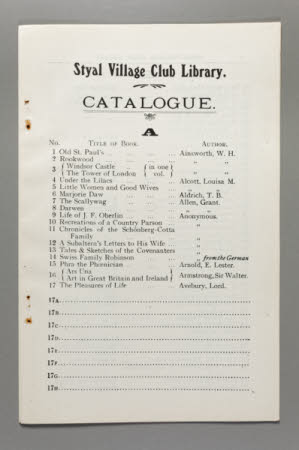 Styal Village Club Library.
CATALOGUE.
A
No. TITLE OF BOOK. AUTHOR.
1 Old St. Paul's ... ... ... ... Ainsworth, W. H.
2 Rookwood ... ... ... ... „ „
3 { Windsor Castle ... } in one } „ „
{ The Tower of London } vol. }
4 Under the Lilacs ... ... ... Alcott, Louisa M.
5 Little Women and Good Wives ... „ „
6 Marjorie Daw ... ... ... Aldrich, T. B.
7 The Scallywag ... ... ... Allen, Grant.
8 Darwen ... ... ... ... „ „
9 Life of J. F. Oberlin ... ... Anonymous.
10 Recreations of a Country Parson ... „
11 Chronicles of the Schönberg-Cotta
Family ... ... ... „
12 A Subaltern's Letters to His Wife ... „
13 Tales & Sketches of the Covenanters „
14 Swiss Family Robinson ... ... „ from the German
15 Phra the Phœnician ... ... Arnold, E. Lester.
16 { Ars Una ... ... ... }
{ Art in Great Britain and Ireland } Armstrong, Sir Walter.
17 The Pleasures of Life ... ... Avebury, Lord.
17A
17B
17C
17D
17E
17F
17G
17H